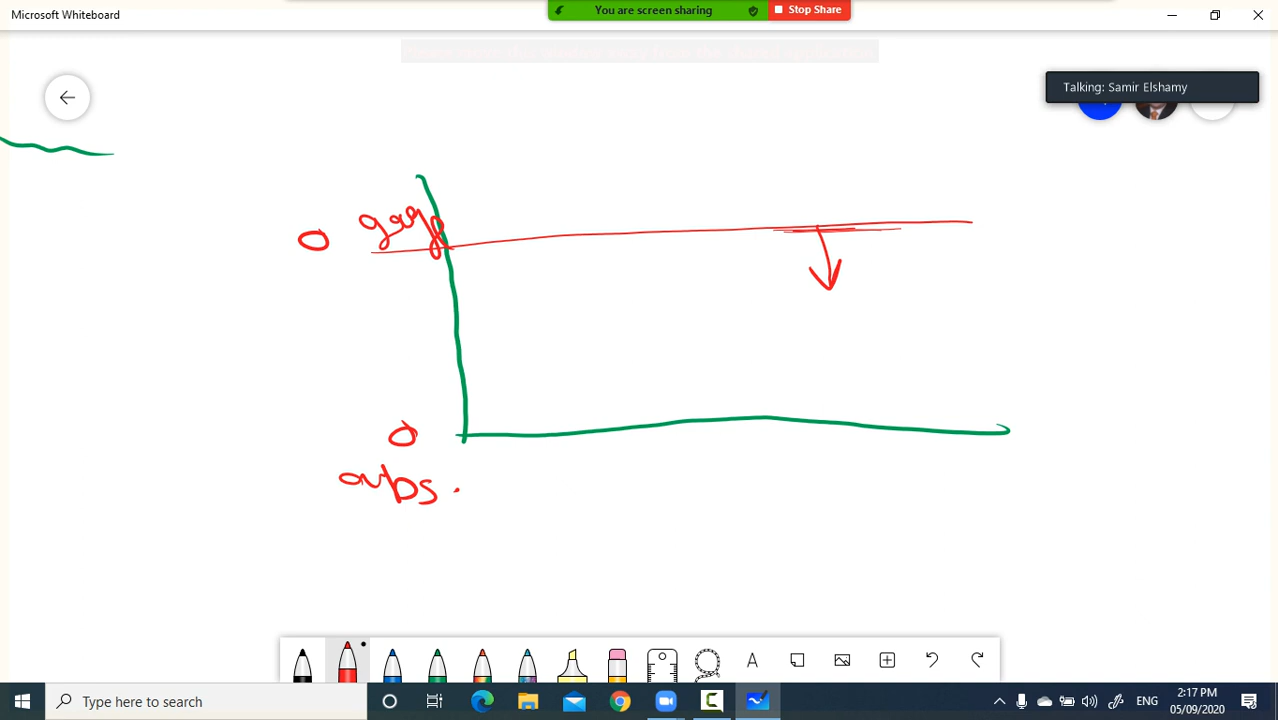 Microsoft Whiteboard
You are screen sharing
Stop Share
Talking: Samir Elshamy
0
0
Type here to search
A
ENG
2:17 PM
05/09/2020